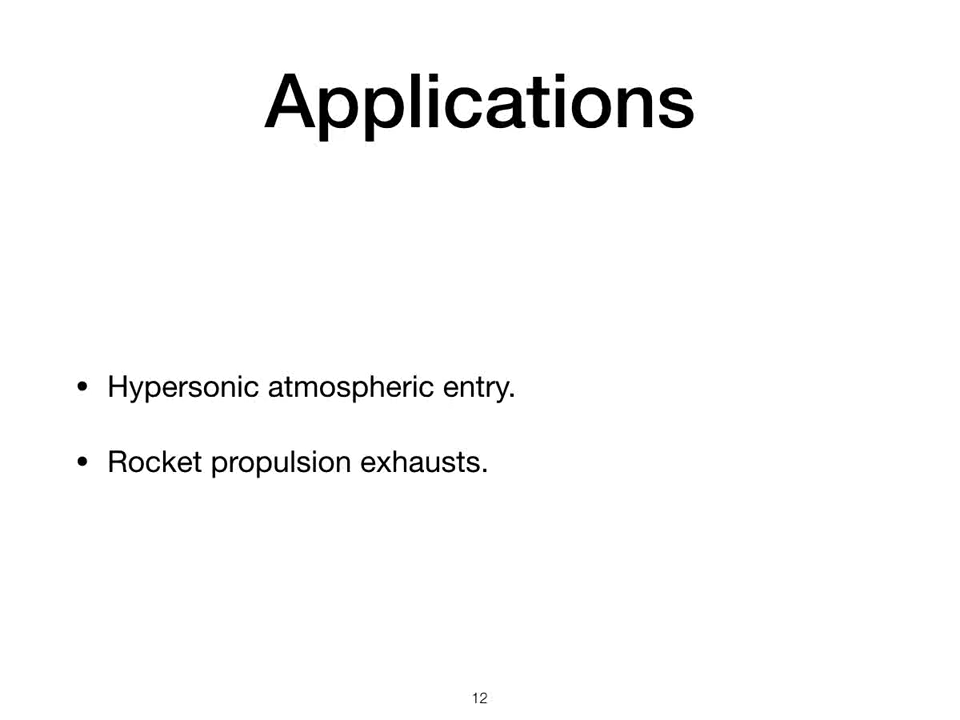 Applications
• Hypersonic atmospheric entry.
• Rocket propulsion exhausts.
12